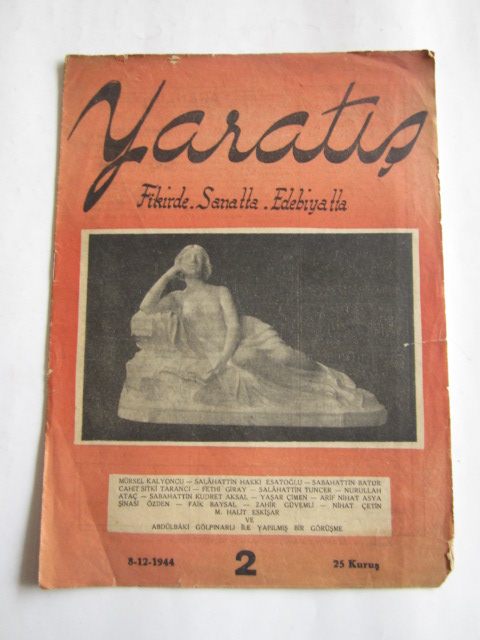 Yaratış
Fikirde - Sanatta - Edebiyatta
MÜRSEL KALYONCU — SALÂHATTİN HAKKI ESATOĞLU — SABAHATTİN BATUR
CAHİT SITKI TARANCI — FETHİ GİRAY — SALÂHATTİN TUNCER — NURULLAH
ATAÇ — SABAHATTİN KUDRET AKSAL — YAŞAR ÇİMEN — ARİF NİHAT ASYA
ŞİNASİ ÖZDEN — FAİK BAYSAL — ZAHİR GÜVEMLİ — NİHAT ÇETİN
M. HALİT ESKİŞAR
VE
ABDÜLBÂKİ GÖLPINARLI İLE YAPILMIŞ BİR GÖRÜŞME
8-12-1944 2 25 Kuruş